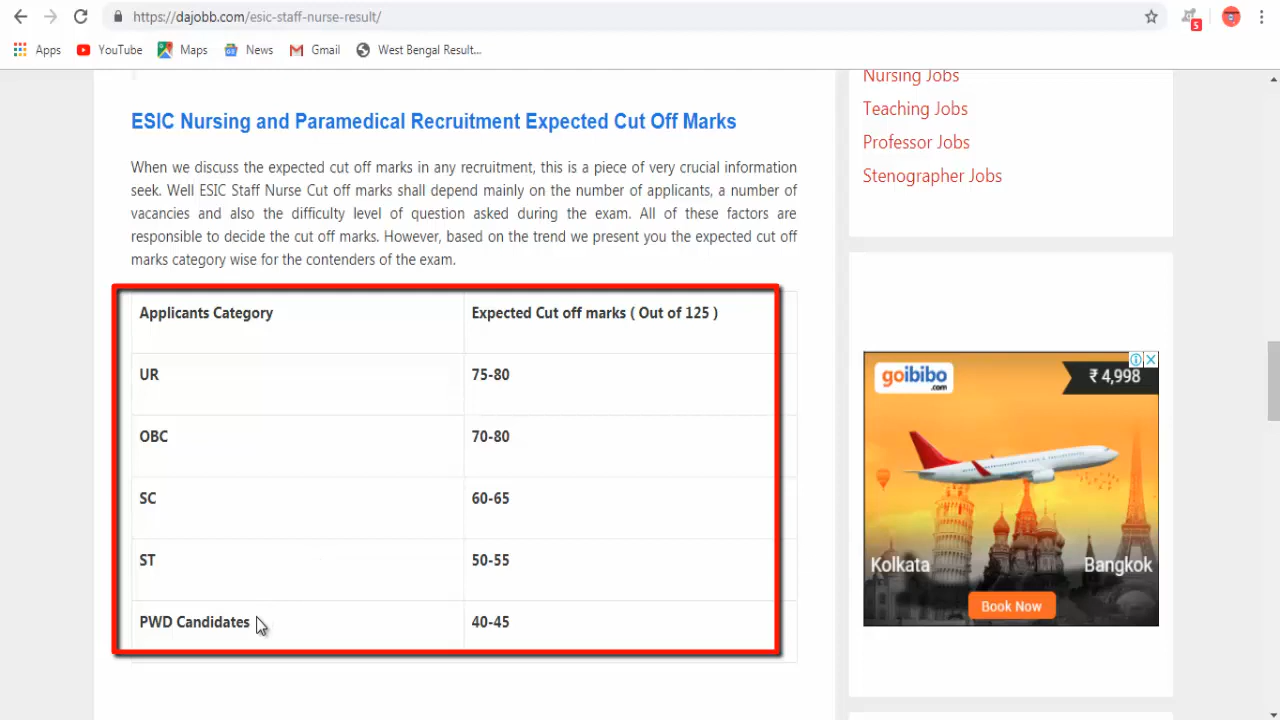 https://dajobb.com/esic-staff-nurse-result/
5
Apps YouTube Maps News Gmail West Bengal Result...
ESIC Nursing and Paramedical Recruitment Expected Cut Off Marks
When we discuss the expected cut off marks in any recruitment, this is a piece of very crucial information
seek. Well ESIC Staff Nurse Cut off marks shall depend mainly on the number of applicants, a number of
vacancies and also the difficulty level of question asked during the exam. All of these factors are
responsible to decide the cut off marks. However, based on the trend we present you the expected cut off
marks category wise for the contenders of the exam.
Applicants Category Expected Cut off marks ( Out of 125 )
UR 75-80
OBC 70-80
SC 60-65
ST 50-55
PWD Candidates 40-45
Nursing Jobs
Teaching Jobs
Professor Jobs
Stenographer Jobs
goibibo
.com
₹ 4,998
Kolkata Bangkok
Book Now